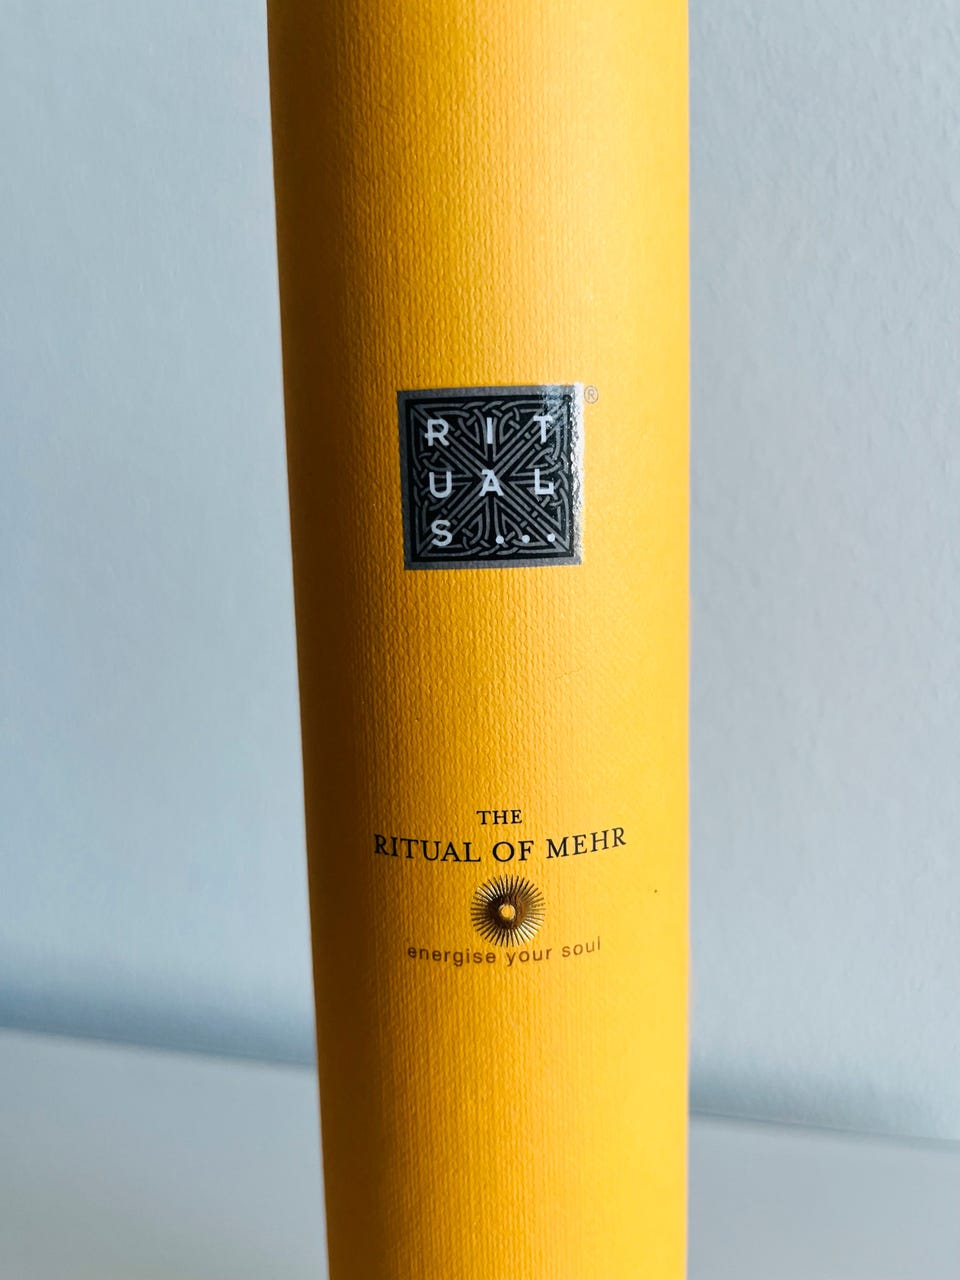 RIT
UAL
S...
®
THE
RITUAL OF MEHR
energise your soul